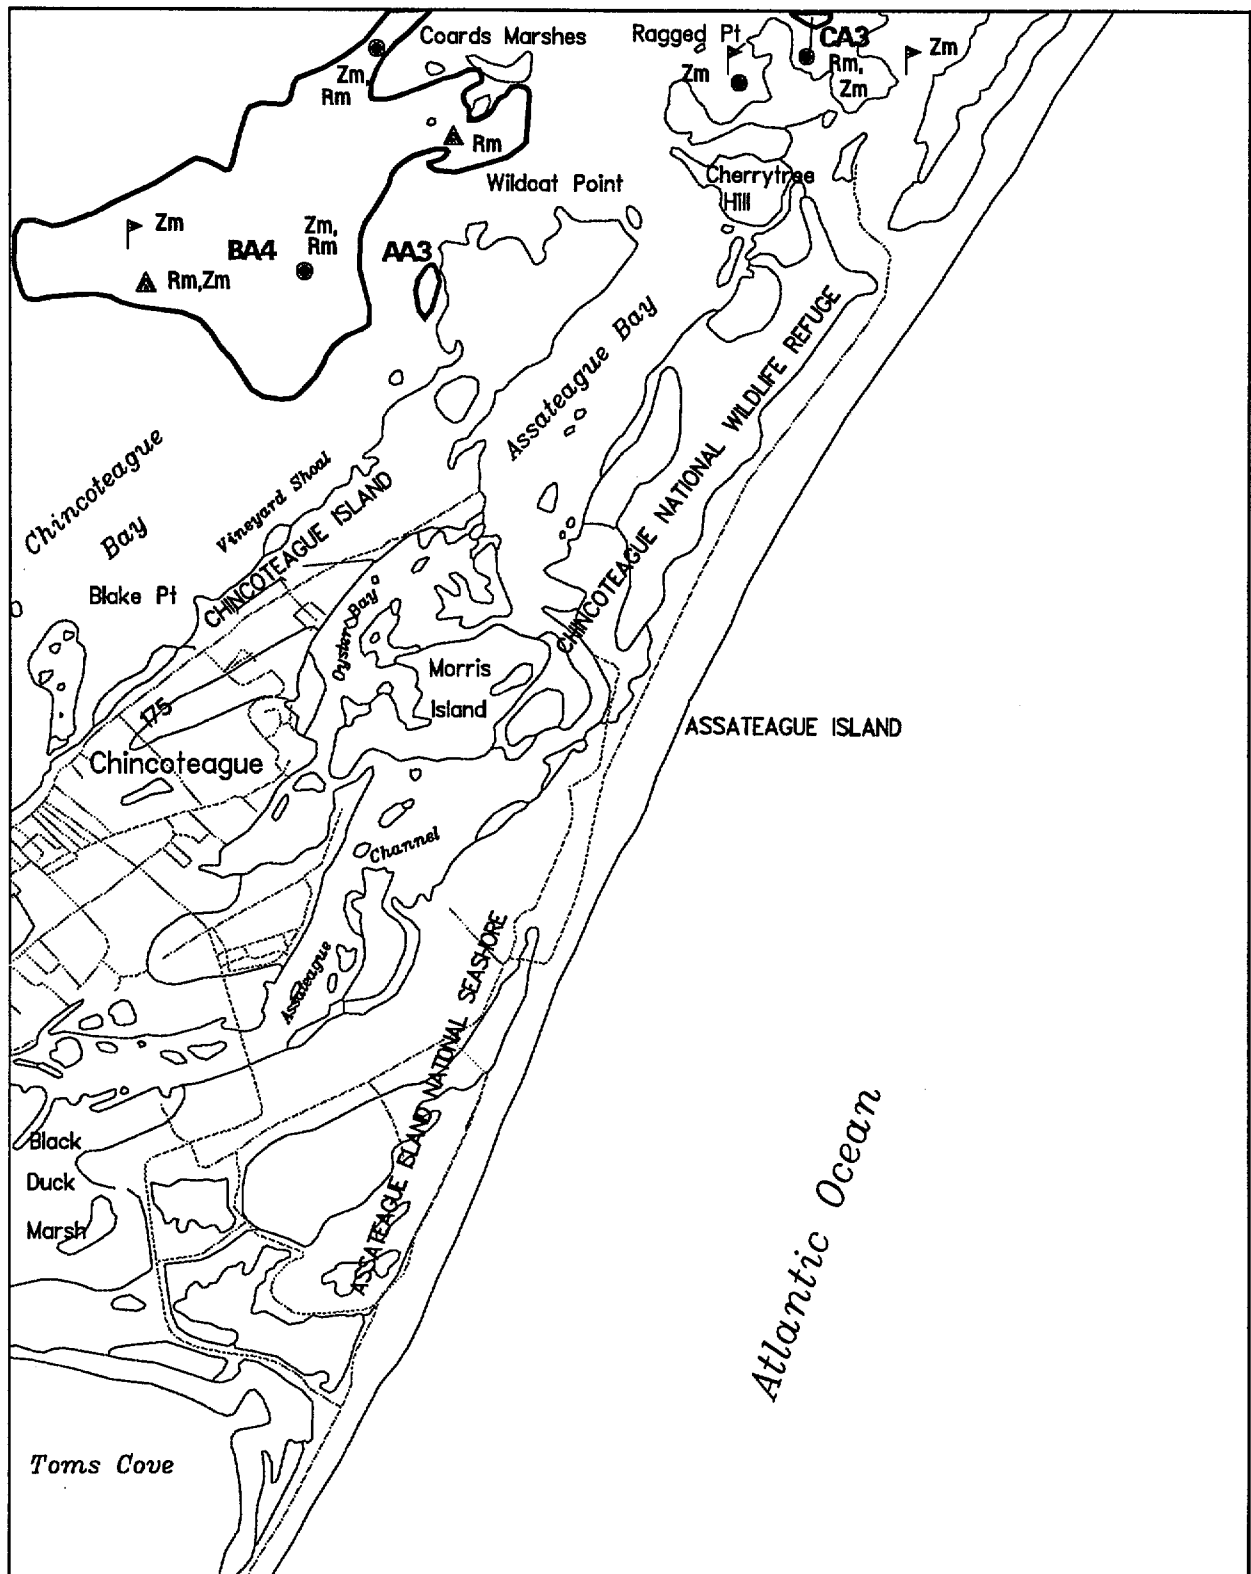 Coards Marshes
Ragged Pt
CA3
Zm
Zm,
Rm
Zm
Rm,
Zm
Rm
Wildcat Point
Cherrytree
Hill
Zm
BA4
Zm,
Rm
AA3
Rm,Zm
Assateague Bay
CHINCOTEAGUE NATIONAL WILDLIFE REFUGE
Chincoteague
Bay
Vineyard Shoal
CHINCOTEAGUE ISLAND
Blake Pt
Oyster Bay
Morris
Island
175
ASSATEAGUE ISLAND
Chincoteague
Channel
Assateague
ASSATEAGUE ISLAND NATIONAL SEASHORE
Black
Duck
Marsh
Atlantic Ocean
Toms Cove